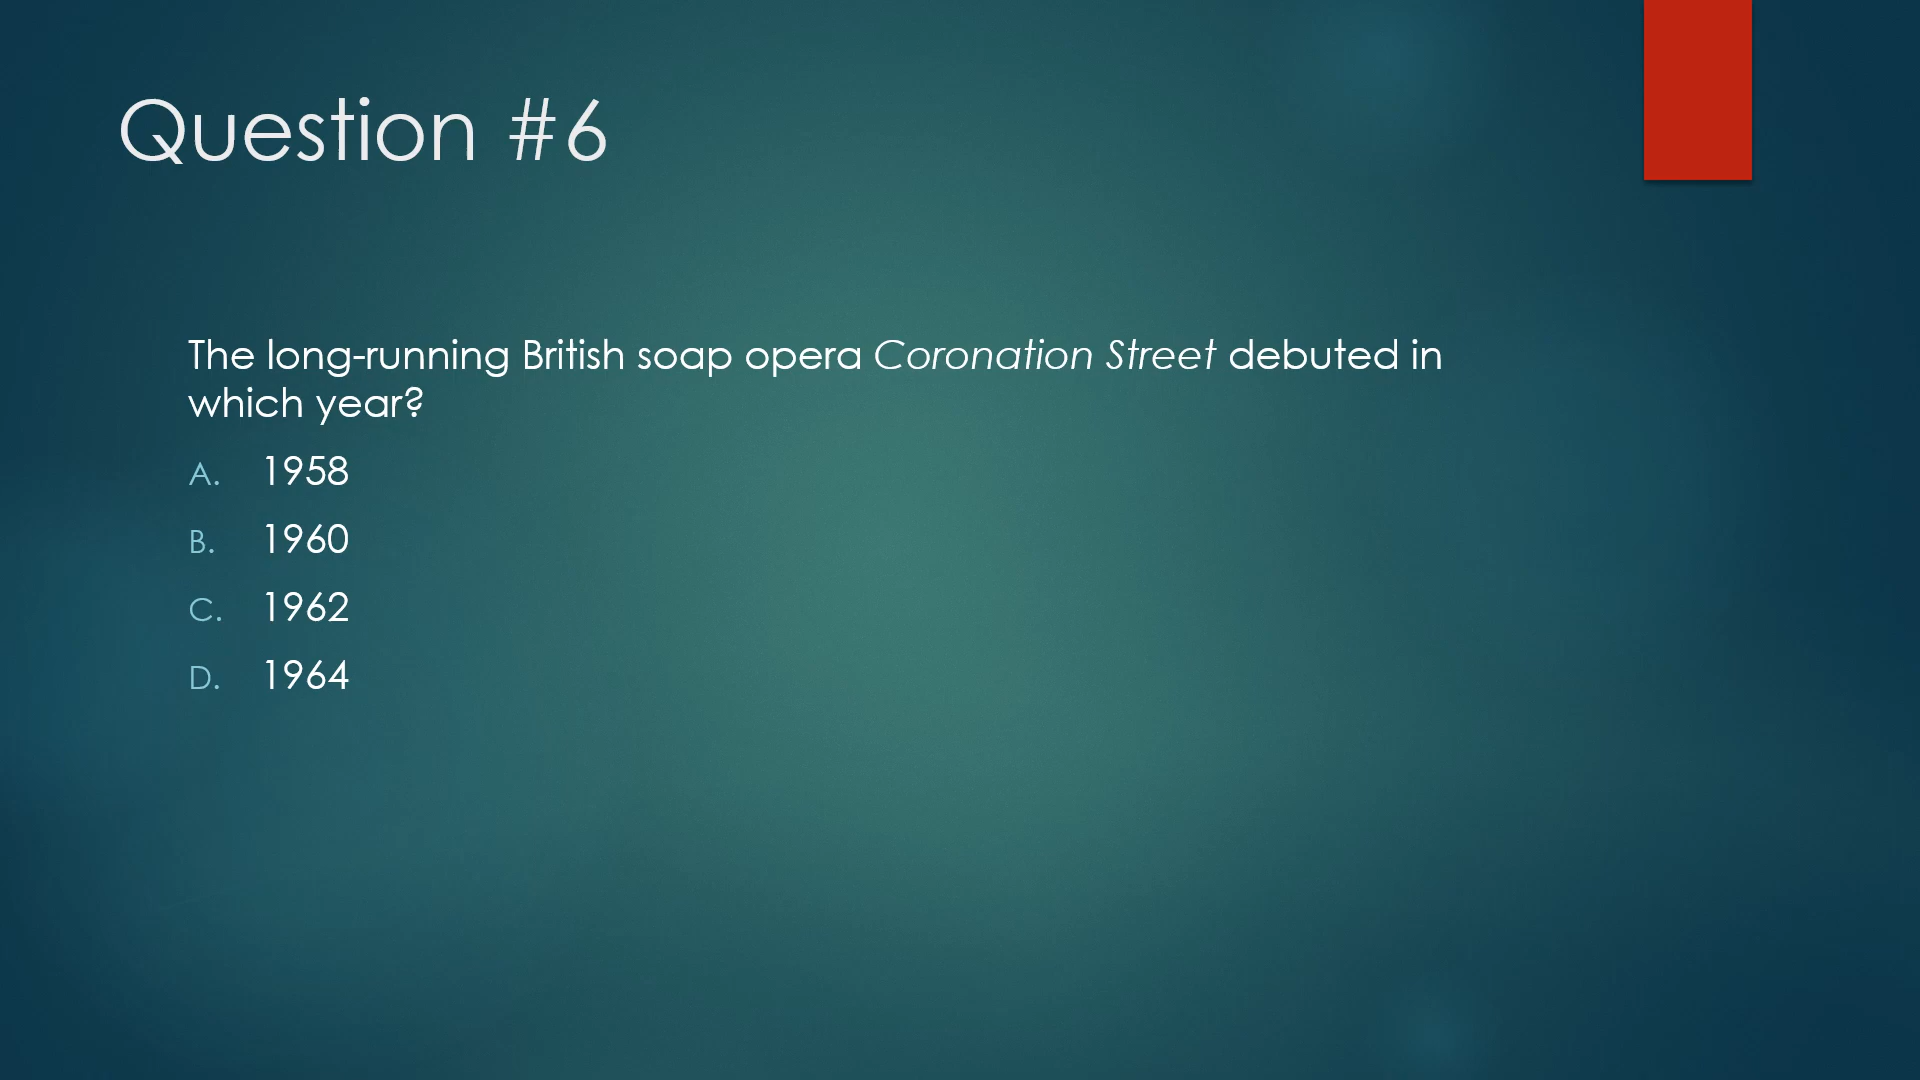 Question #6
The long-running British soap opera Coronation Street debuted in
which year?
A. 1958
B. 1960
C. 1962
D. 1964